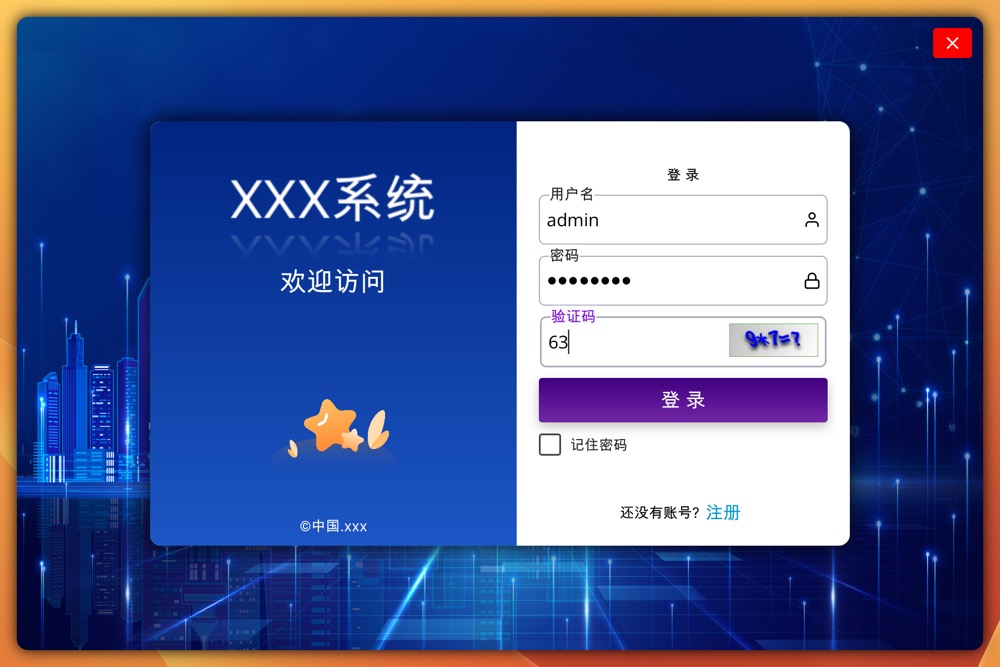 XXX系统
欢迎访问
©中国.xxx
登 录
用户名
admin
密码
••••••••
验证码
63
9*7=?
登 录
记住密码
还没有账号? 注册